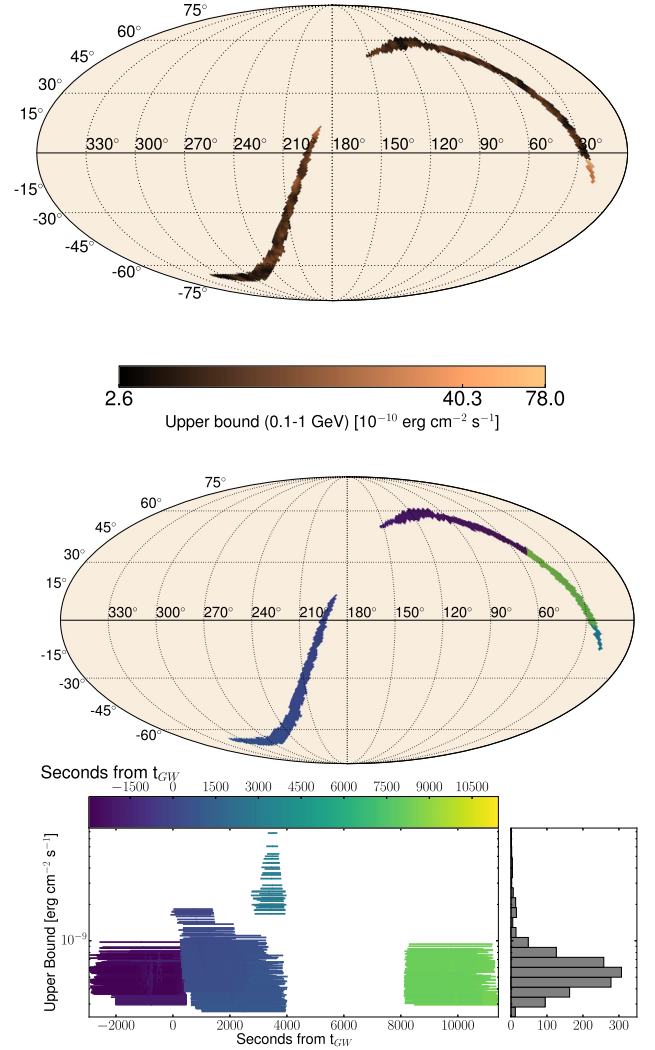 75°
60°
45°
30°
15°
330° 300° 270° 240° 210° 180° 150° 120° 90° 60° 30°
-15°
-30°
-45°
-60°
-75°
2.6 40.3 78.0
Upper bound (0.1-1 GeV) [10⁻¹⁰ erg cm⁻² s⁻¹]
75°
60°
45°
30°
15°
330° 300° 270° 240° 210° 180° 150° 120° 90° 60°
-15°
-30°
-45°
-60°
Seconds from t_GW
−1500 0 1500 3000 4500 6000 7500 9000 10500
Upper Bound [erg cm⁻² s⁻¹]
10⁻⁹
−2000 0 2000 4000 6000 8000 10000
Seconds from t_GW
0 100 200 300